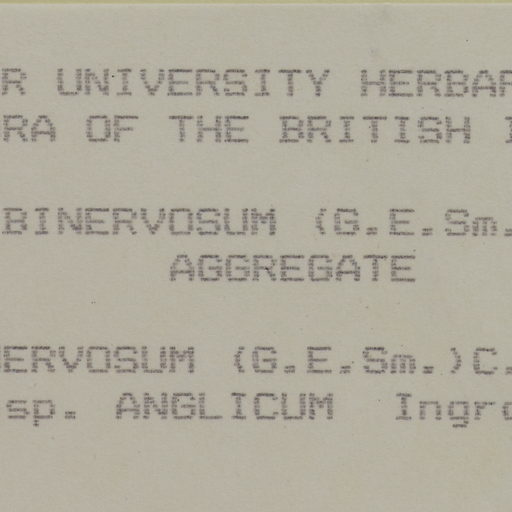 R UNIVERSITY HERBAR
RA OF THE BRITISH I
BINERVOSUM (G.E.Sm.
AGGREGATE
ERVOSUM (G.E.Sm.)C.
sp. ANGLICUM Ingro